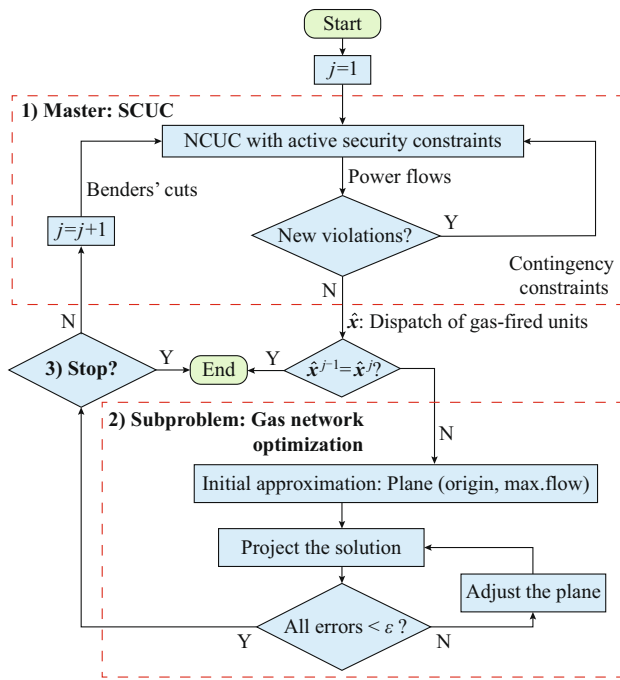 Start
j=1
1) Master: SCUC
NCUC with active security constraints
Benders’ cuts
Power flows
j=j+1
New violations?
Y
Contingency
constraints
N
N
x̂: Dispatch of gas-fired units
3) Stop?
Y
End
Y
x̂ʲ⁻¹=x̂ʲ?
2) Subproblem: Gas network
optimization
N
Initial approximation: Plane (origin, max.flow)
Project the solution
Adjust the plane
All errors < ε ?
Y
N